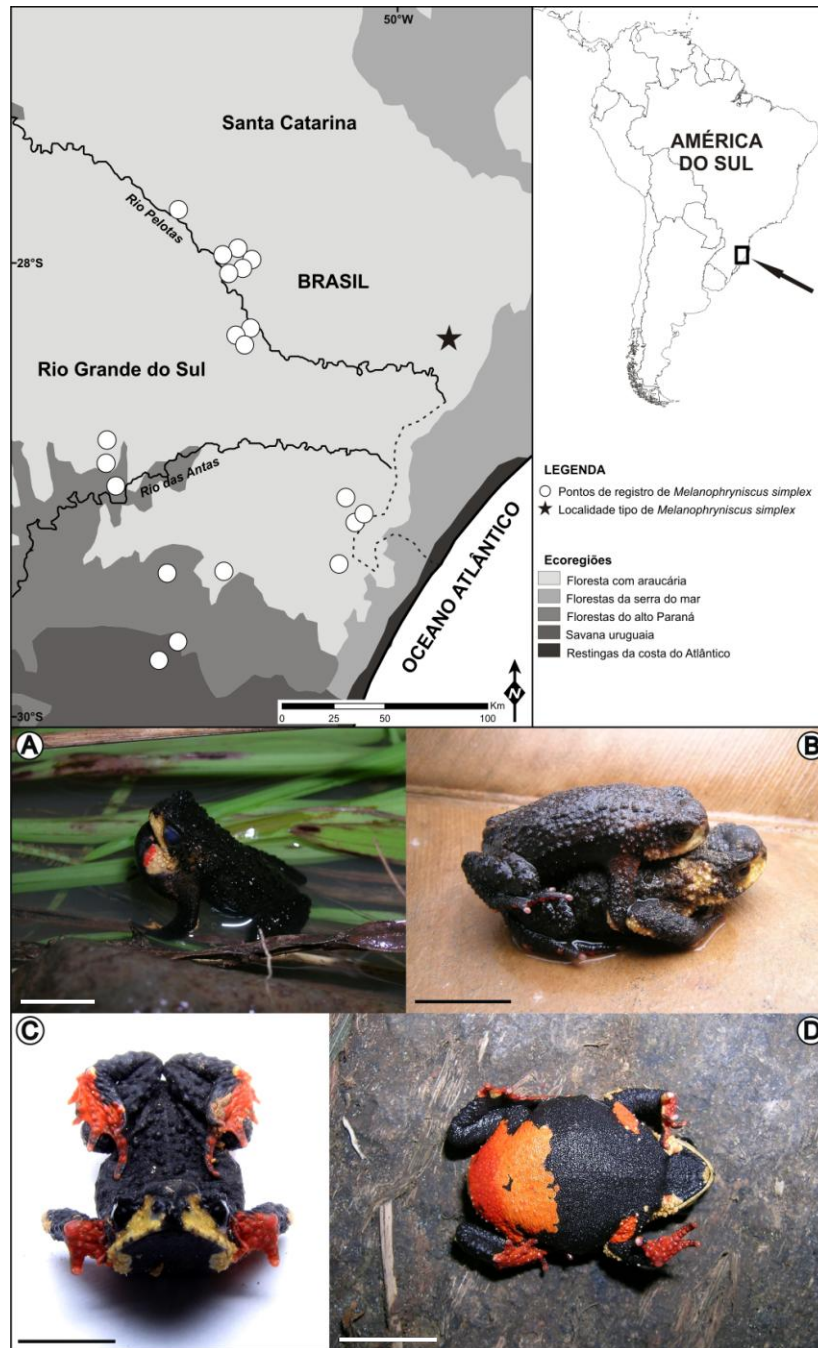 50°W
Santa Catarina
Rio Pelotas
28°S
BRASIL
Rio Grande do Sul
Rio das Antas
OCEANO ATLÂNTICO
N
Km
0 25 50 100
30°S
AMÉRICA
DO SUL
LEGENDA
Pontos de registro de Melanophryniscus simplex
Localidade tipo de Melanophryniscus simplex
Ecoregiões
Floresta com araucária
Florestas da serra do mar
Florestas do alto Paraná
Savana uruguaia
Restingas da costa do Atlântico
A
B
C
D